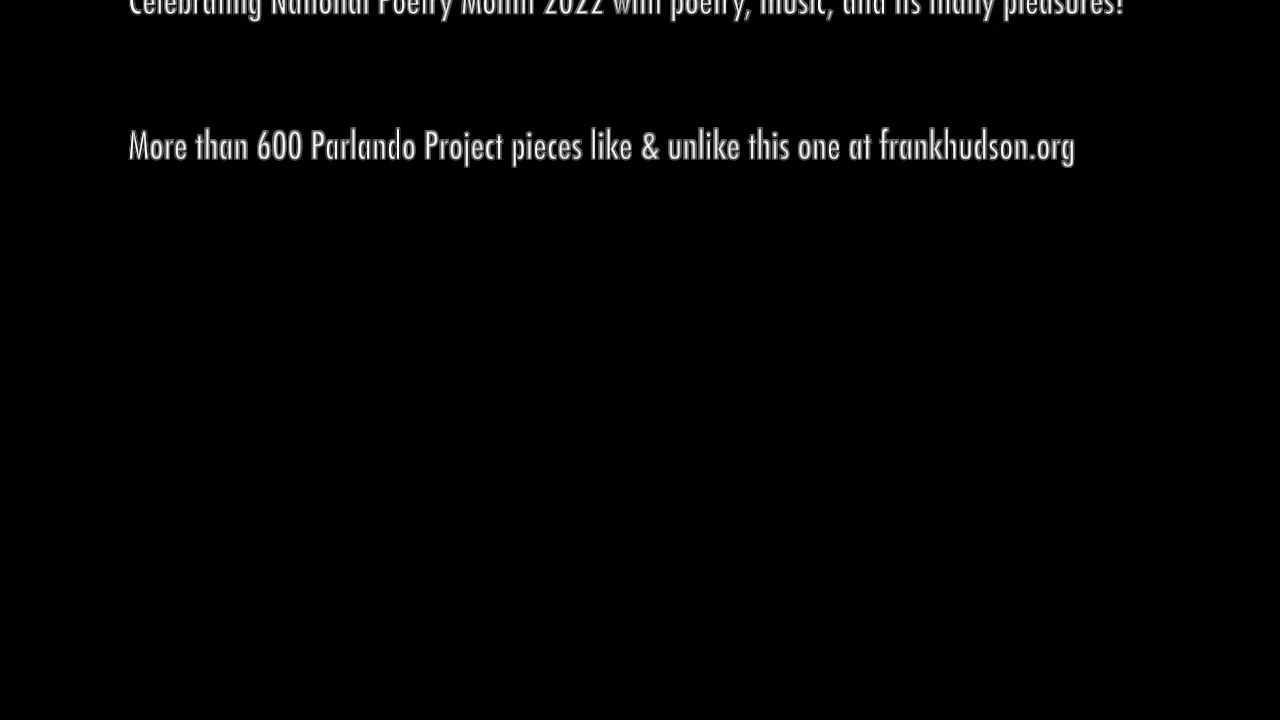 Celebrating National Poetry Month 2022 with poetry, music, and its many pleasures!
More than 600 Parlando Project pieces like & unlike this one at frankhudson.org